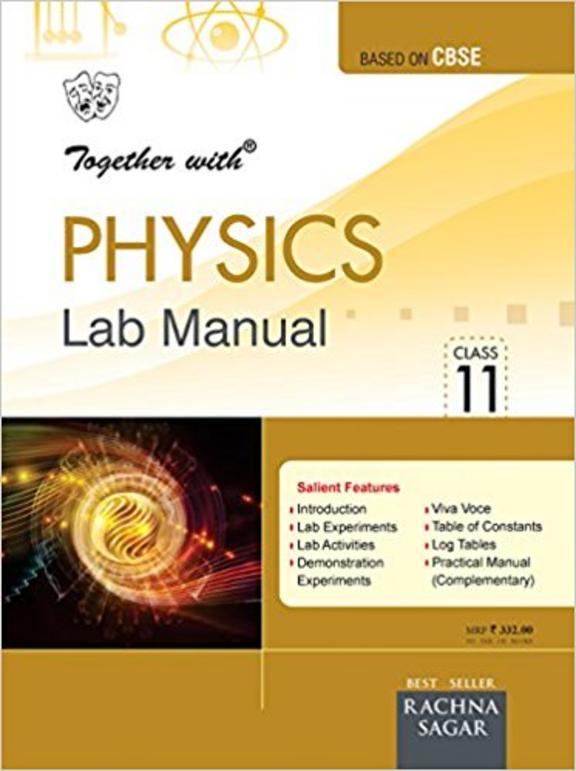 BASED ON CBSE
Together with®
PHYSICS
Lab Manual
CLASS
11
Salient Features
Introduction
Lab Experiments
Lab Activities
Demonstration
Experiments
Viva Voce
Table of Constants
Log Tables
Practical Manual
(Complementary)
MRP ₹ 332.00
BEST SELLER
RACHNA
SAGAR